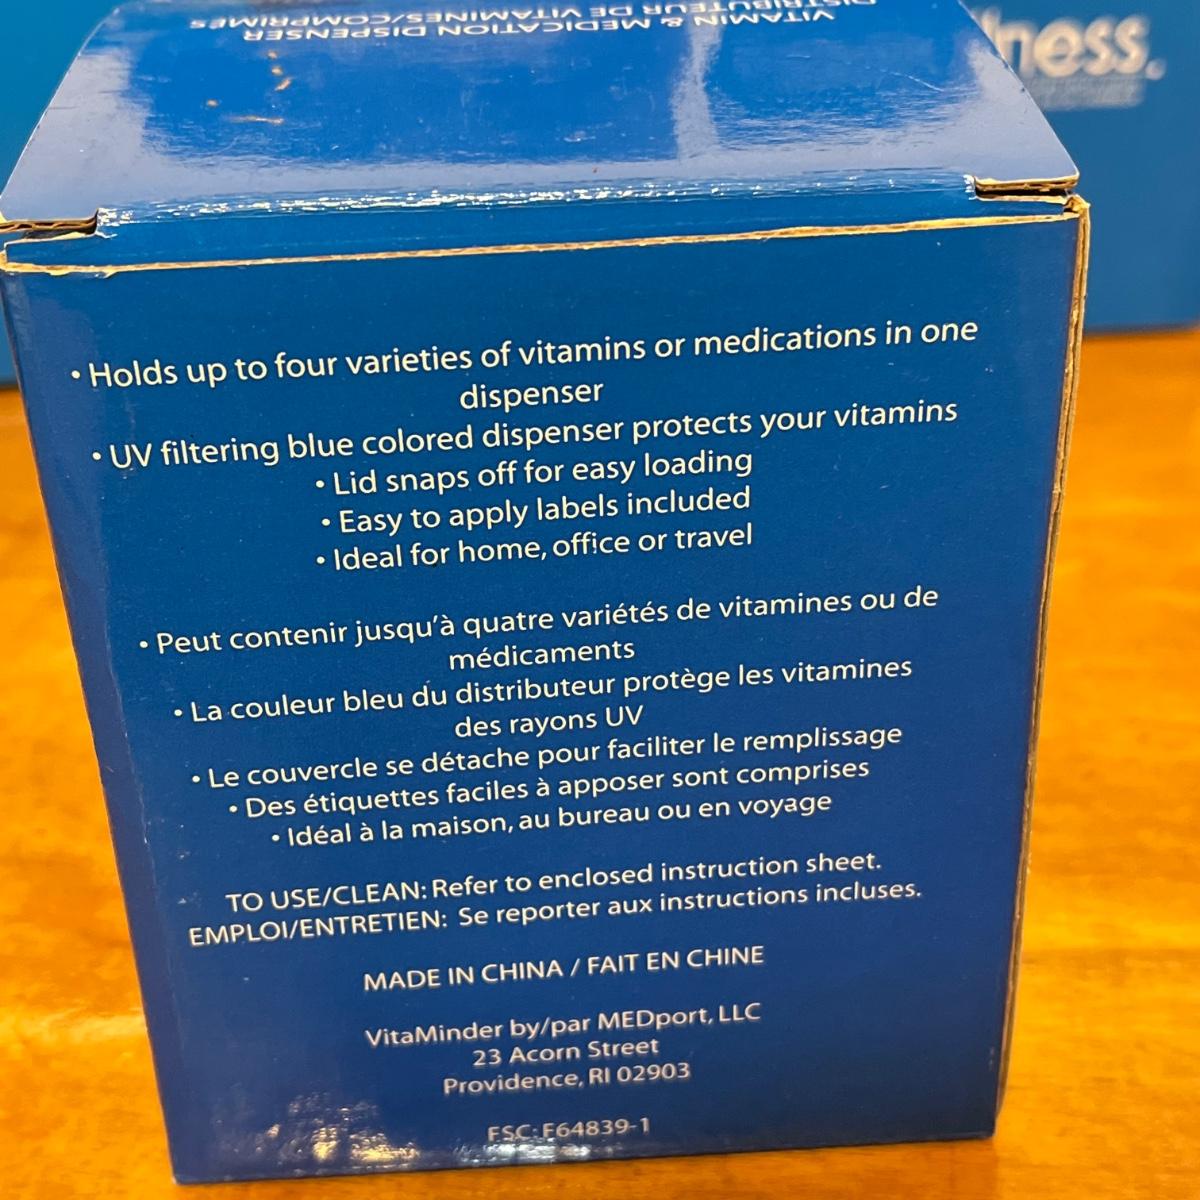 VITAMIN & MEDICATION DISPENSER
DISTRIBUTEUR DE VITAMINES/COMPRIMÉS
ness.
• Holds up to four varieties of vitamins or medications in one
dispenser
• UV filtering blue colored dispenser protects your vitamins
• Lid snaps off for easy loading
• Easy to apply labels included
• Ideal for home, office or travel
• Peut contenir jusqu'à quatre variétés de vitamines ou de
médicaments
• La couleur bleu du distributeur protège les vitamines
des rayons UV
• Le couvercle se détache pour faciliter le remplissage
• Des étiquettes faciles à apposer sont comprises
• Idéal à la maison, au bureau ou en voyage
TO USE/CLEAN: Refer to enclosed instruction sheet.
EMPLOI/ENTRETIEN: Se reporter aux instructions incluses.
MADE IN CHINA / FAIT EN CHINE
VitaMinder by/par MEDport, LLC
23 Acorn Street
Providence, RI 02903
FSC: F64839-1